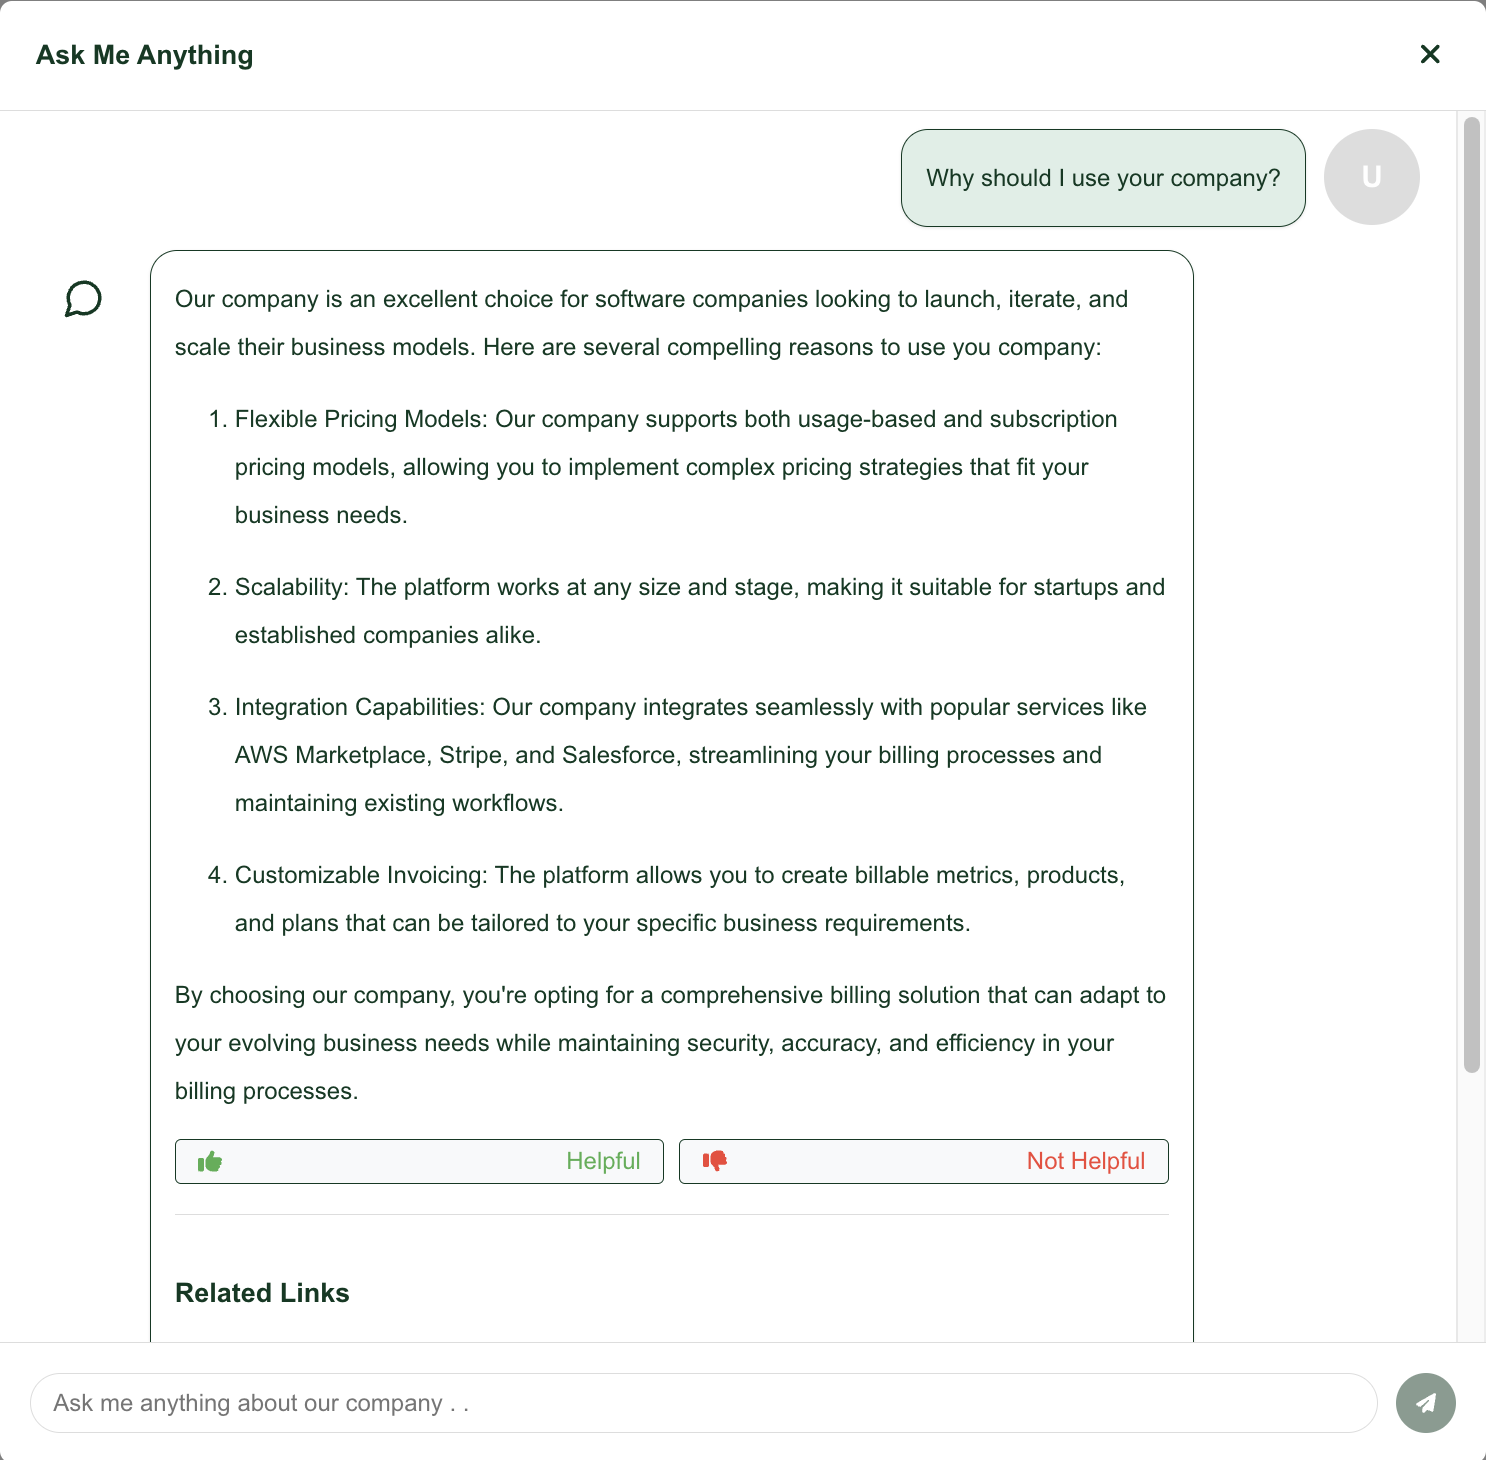 Ask Me Anything
Why should I use your company?
U
Our company is an excellent choice for software companies looking to launch, iterate, and
scale their business models. Here are several compelling reasons to use you company:
1. Flexible Pricing Models: Our company supports both usage-based and subscription
pricing models, allowing you to implement complex pricing strategies that fit your
business needs.
2. Scalability: The platform works at any size and stage, making it suitable for startups and
established companies alike.
3. Integration Capabilities: Our company integrates seamlessly with popular services like
AWS Marketplace, Stripe, and Salesforce, streamlining your billing processes and
maintaining existing workflows.
4. Customizable Invoicing: The platform allows you to create billable metrics, products,
and plans that can be tailored to your specific business requirements.
By choosing our company, you're opting for a comprehensive billing solution that can adapt to
your evolving business needs while maintaining security, accuracy, and efficiency in your
billing processes.
Helpful
Not Helpful
Related Links
Ask me anything about our company . .